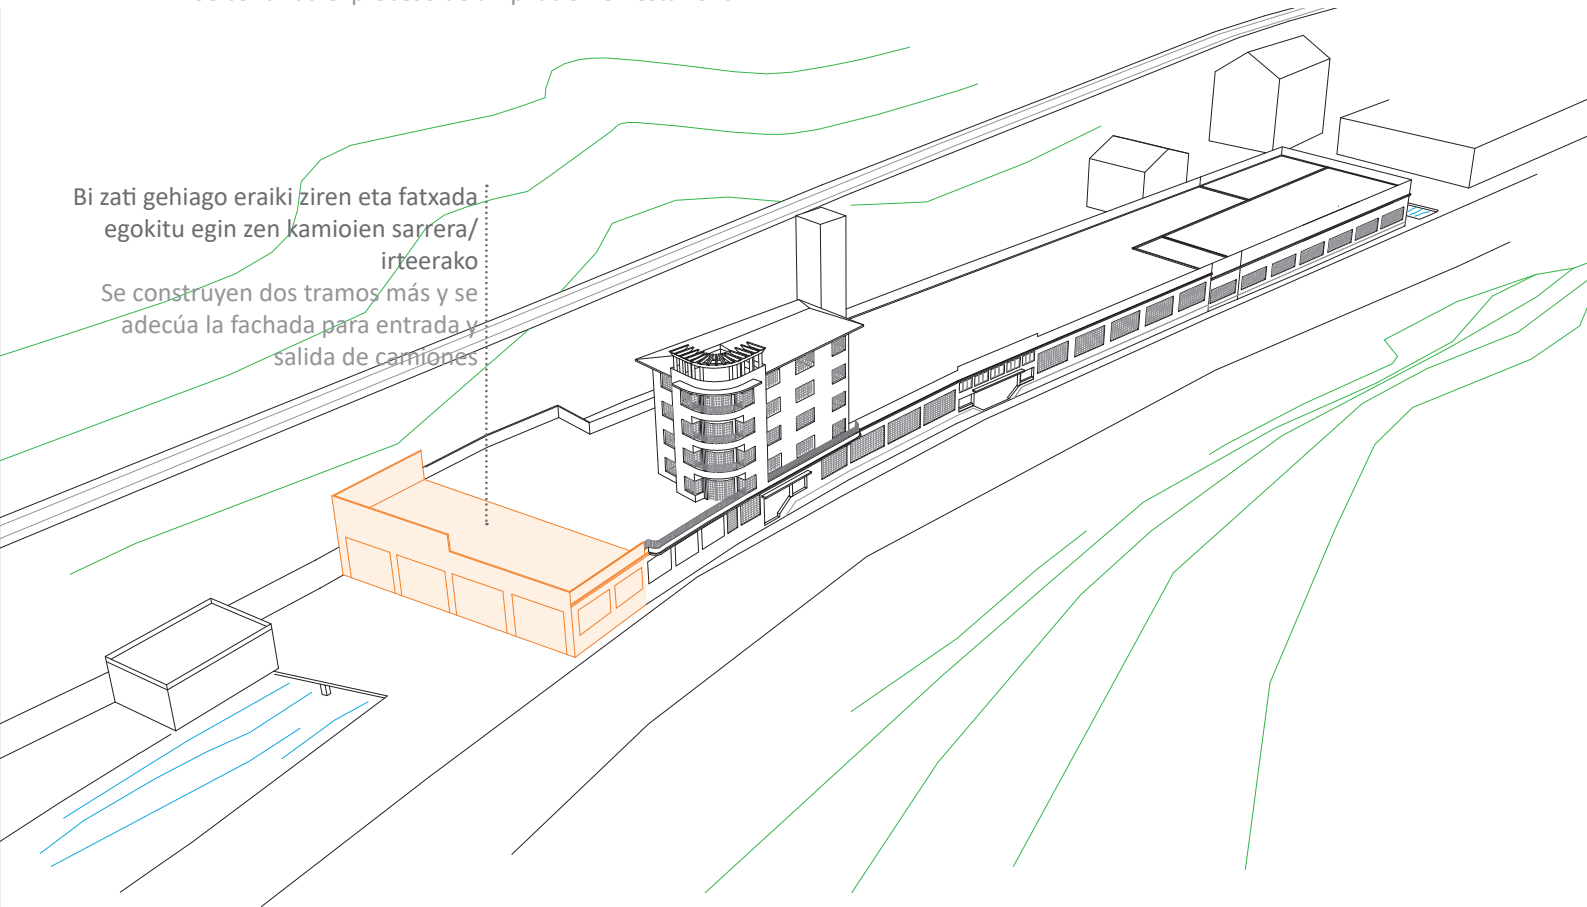 Bi zati gehiago eraiki ziren eta fatxada
egokitu egin zen kamioien sarrera/
irteerako
Se construyen dos tramos más y se
adecúa la fachada para entrada y
salida de camiones